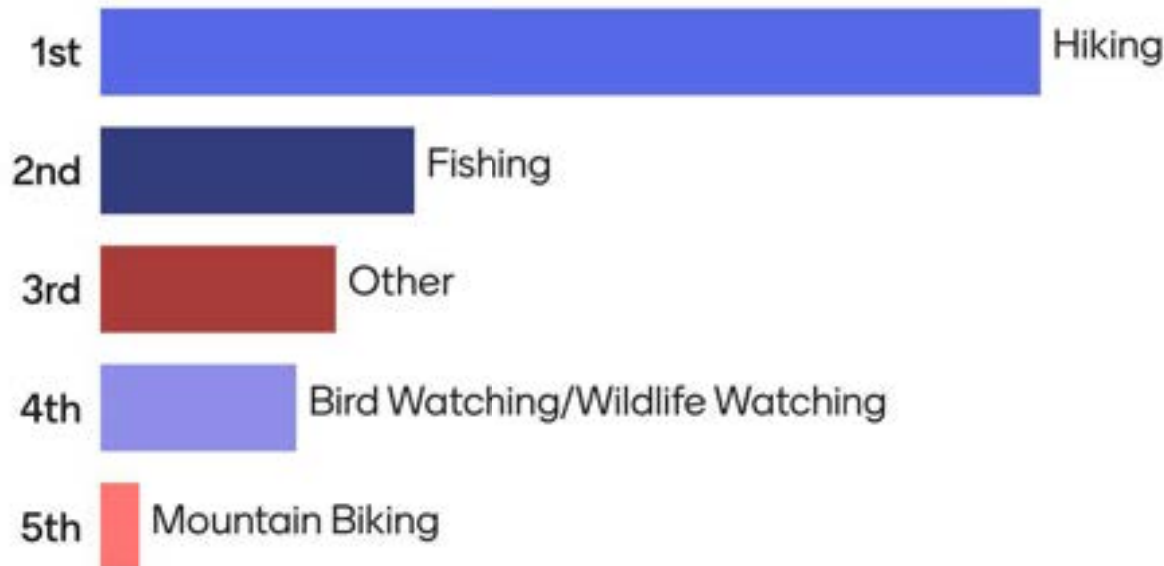 1st Hiking
2nd Fishing
3rd Other
4th Bird Watching/Wildlife Watching
5th Mountain Biking